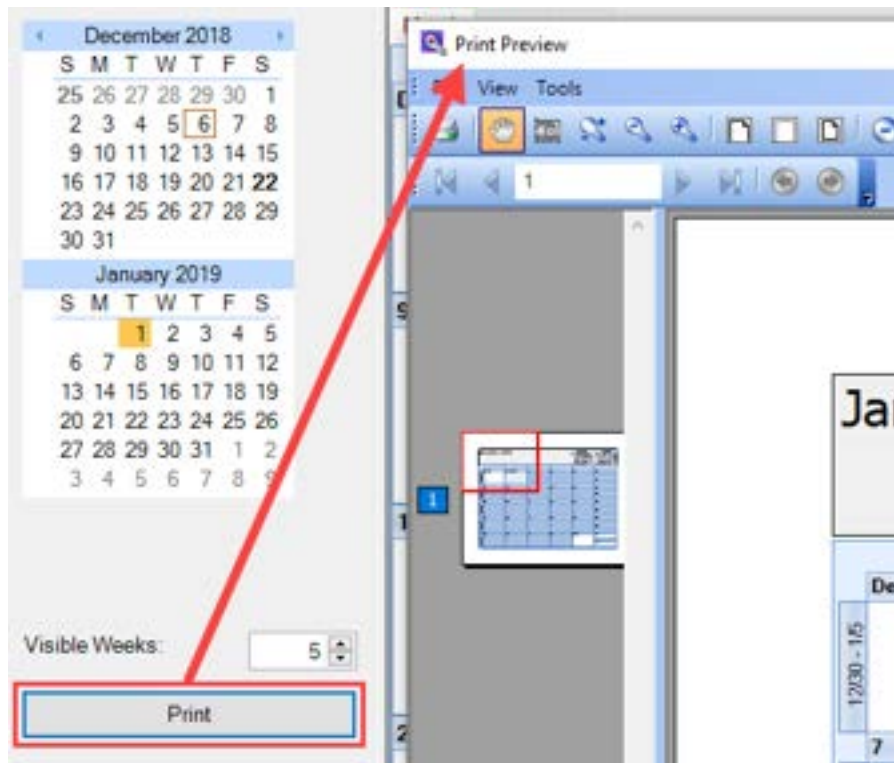 December 2018
S M T W T F S
25 26 27 28 29 30 1
2 3 4 5 6 7 8
9 10 11 12 13 14 15
16 17 18 19 20 21 22
23 24 25 26 27 28 29
30 31
January 2019
S M T W T F S
1 2 3 4 5
6 7 8 9 10 11 12
13 14 15 16 17 18 19
20 21 22 23 24 25 26
27 28 29 30 31 1 2
3 4 5 6 7 8 9
Visible Weeks: 5
Print
Print Preview
View Tools
1
1
Ja
De
12/30 - 1/5
7